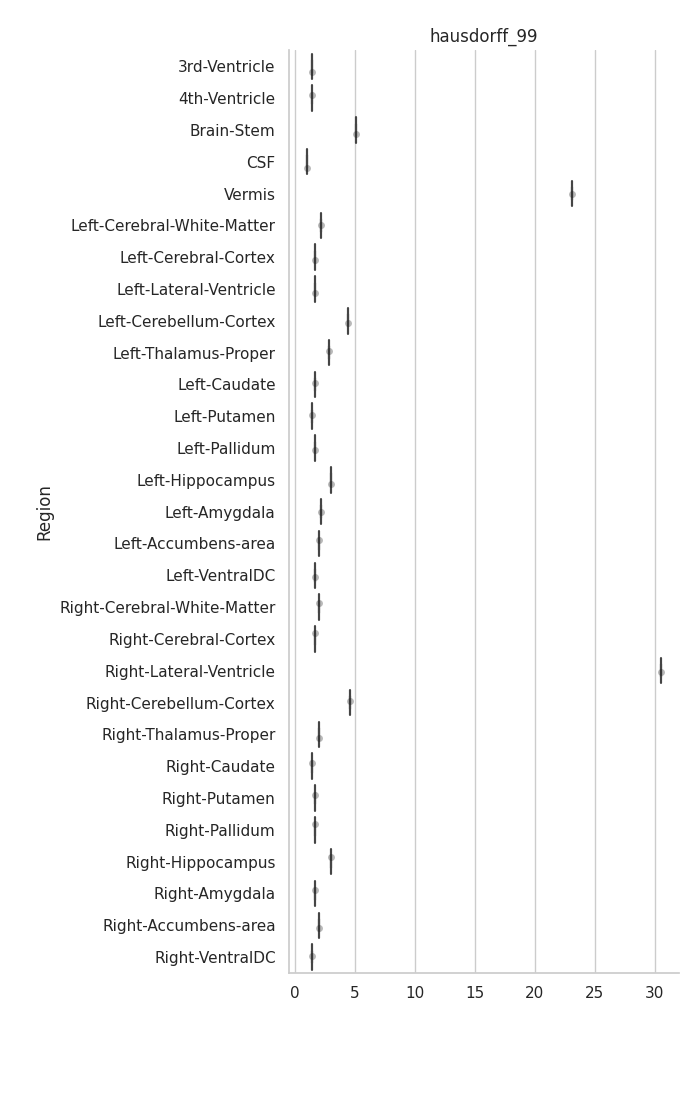 hausdorff_99
3rd-Ventricle
4th-Ventricle
Brain-Stem
CSF
Vermis
Left-Cerebral-White-Matter
Left-Cerebral-Cortex
Left-Lateral-Ventricle
Left-Cerebellum-Cortex
Left-Thalamus-Proper
Left-Caudate
Left-Putamen
Left-Pallidum
Left-Hippocampus
Left-Amygdala
Left-Accumbens-area
Left-VentralDC
Right-Cerebral-White-Matter
Right-Cerebral-Cortex
Right-Lateral-Ventricle
Right-Cerebellum-Cortex
Right-Thalamus-Proper
Right-Caudate
Right-Putamen
Right-Pallidum
Right-Hippocampus
Right-Amygdala
Right-Accumbens-area
Right-VentralDC
Region
0 5 10 15 20 25 30